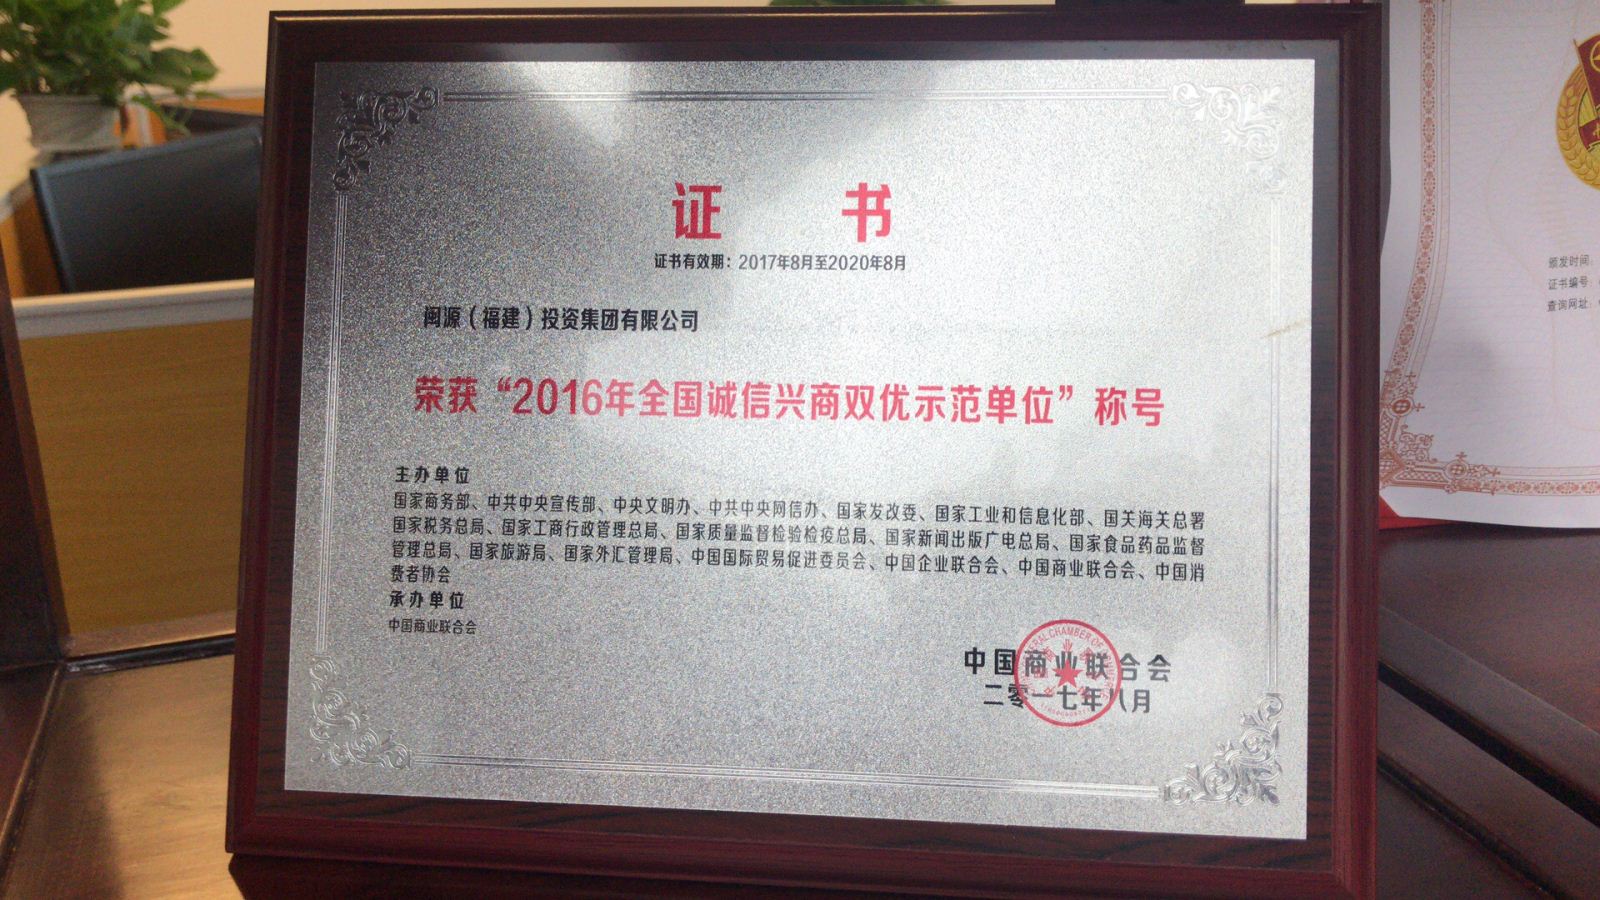 证书
证书有效期：2017年8月至2020年8月
闽源（福建）投资集团有限公司
荣获“2016年全国诚信兴商双优示范单位”称号
主办单位
国家商务部、中共中央宣传部、中央文明办、中共中央网信办、国家发改委、国家工业和信息化部、国关海关总署
国家税务总局、国家工商行政管理总局、国家质量监督检验检疫总局、国家新闻出版广电总局、国家食品药品监督
管理总局、国家旅游局、国家外汇管理局、中国国际贸易促进委员会、中国企业联合会、中国商业联合会、中国消
费者协会
承办单位
中国商业联合会
中国商业联合会
二零一七年八月
CHAMBER OF
颁发时间：
证书编号
查询网址